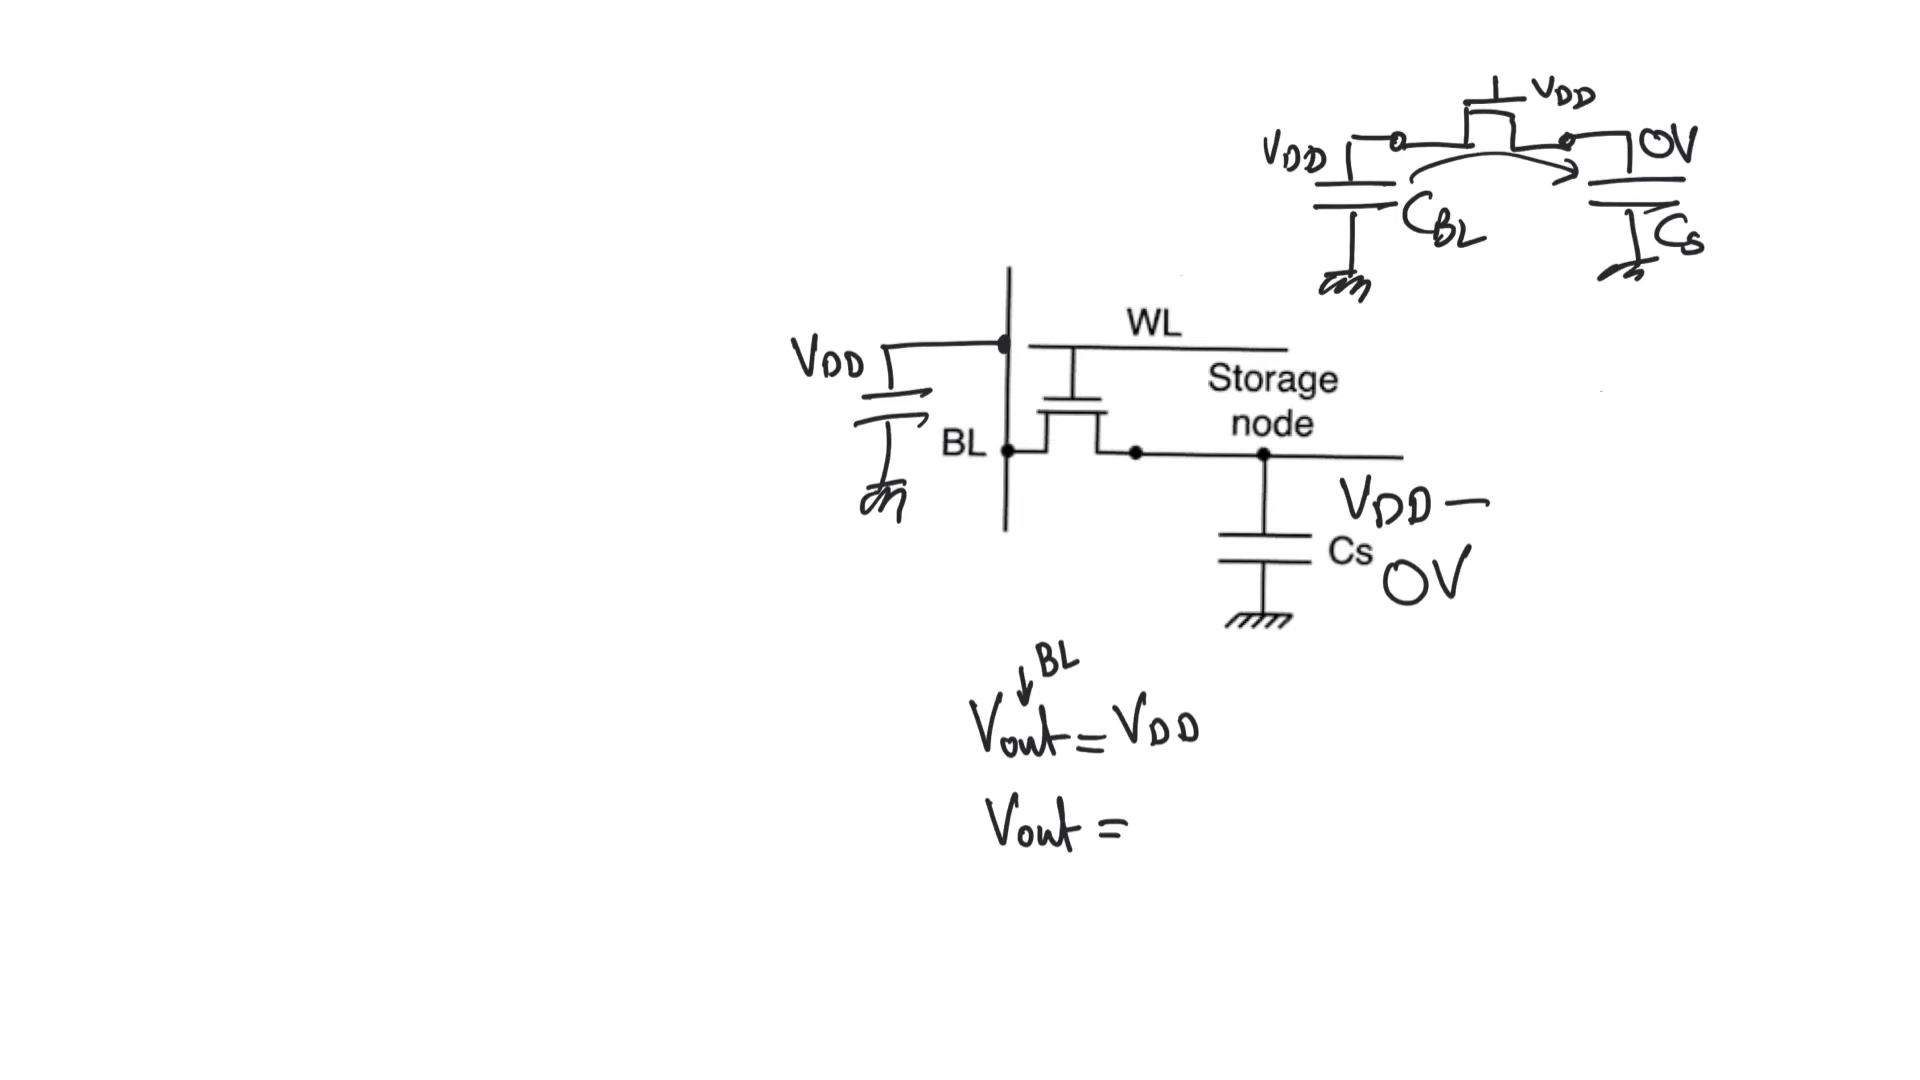 VDD
VDD
0V
CBL
Cs
WL
VDD
Storage
node
BL
VDD —
Cs
0V
BL
Vout = VDD
Vout =